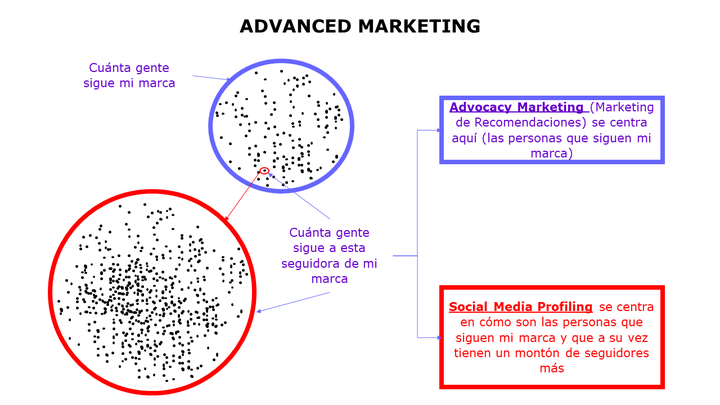 ADVANCED MARKETING
Cuánta gente
sigue mi marca
Advocacy Marketing (Marketing
de Recomendaciones) se centra
aquí (las personas que siguen mi
marca)
Cuánta gente
sigue a esta
seguidora de mi
marca
Social Media Profiling se centra
en cómo son las personas que
siguen mi marca y que a su vez
tienen un montón de seguidores
más